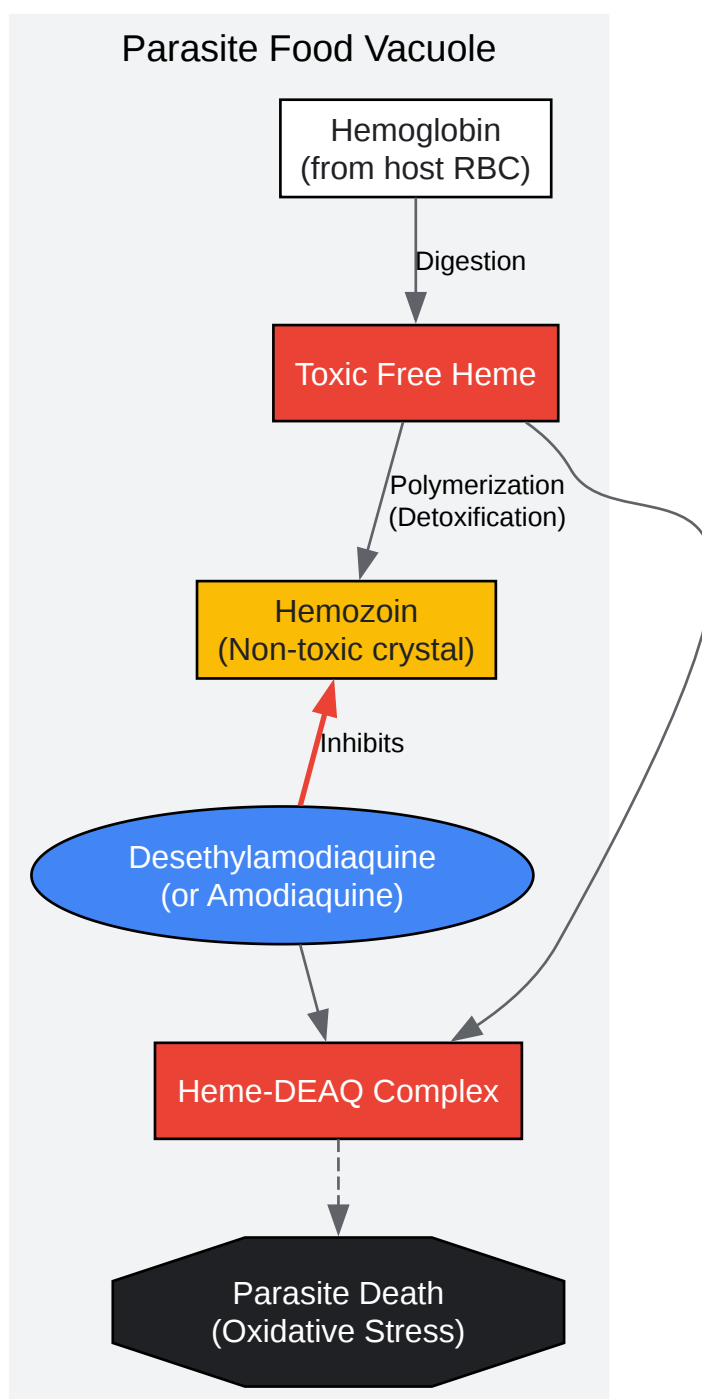 Parasite Food Vacuole
Hemoglobin
(from host RBC)
Digestion
Toxic Free Heme
Polymerization
(Detoxification)
Hemozoin
(Non-toxic crystal)
Inhibits
Desethylamodiaquine
(or Amodiaquine)
Heme-DEAQ Complex
Parasite Death
(Oxidative Stress)